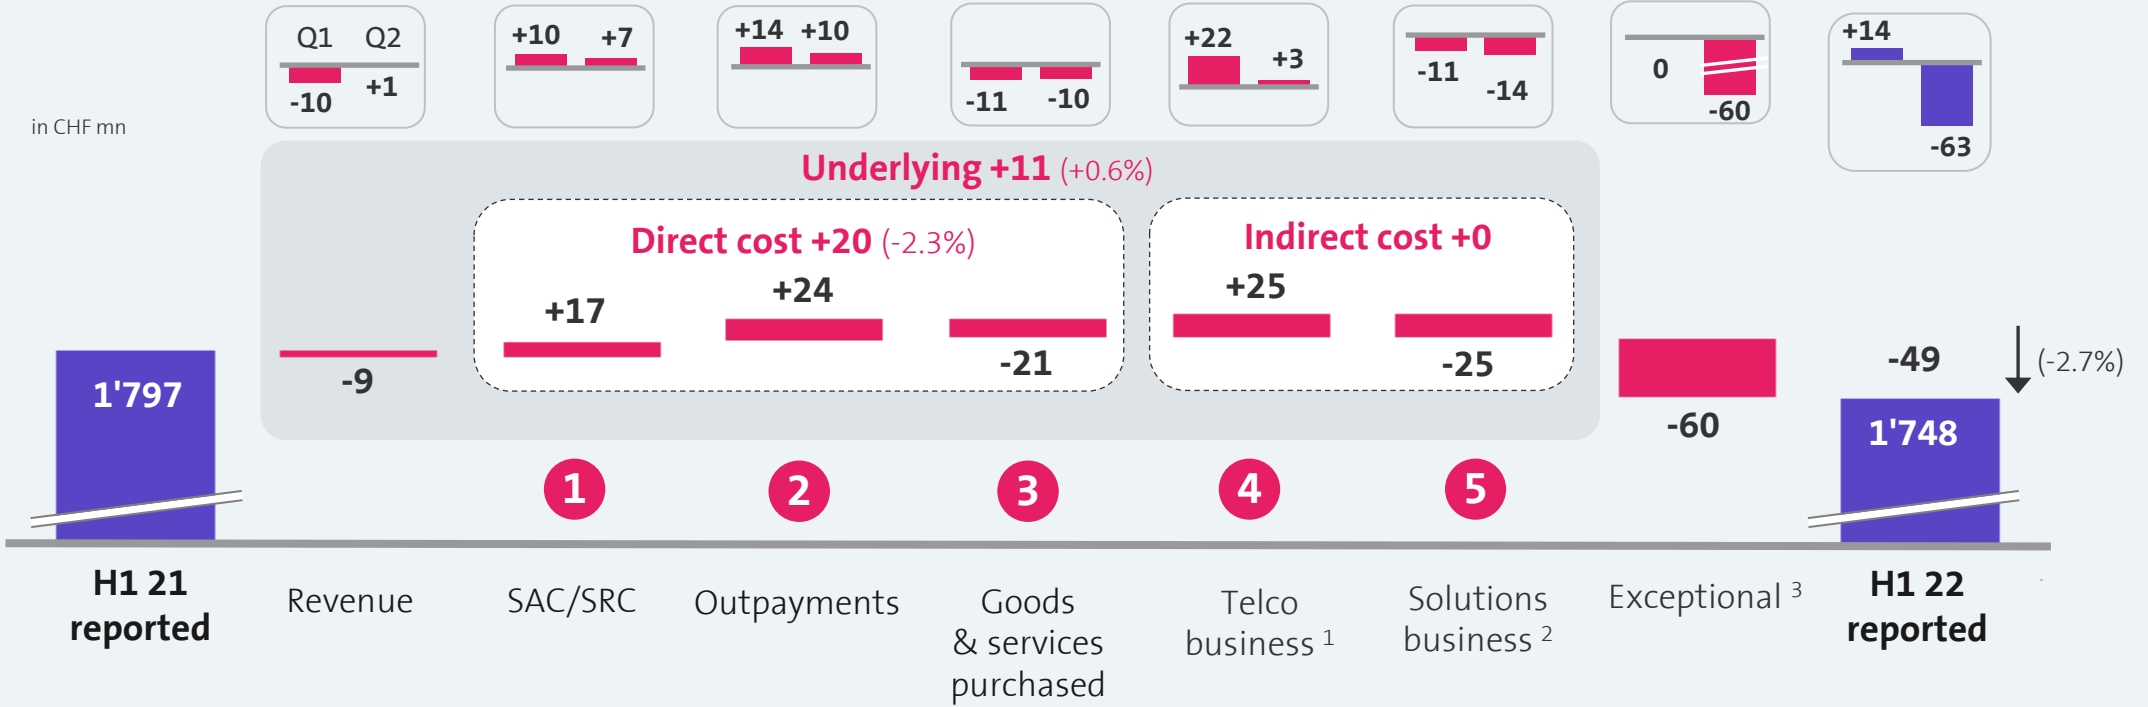 Q1 Q2
-10 +1
+10 +7
+14 +10
-11 -10
+22 +3
-11 -14
0 -60
+14 -63
in CHF mn
Underlying +11 (+0.6%)
Direct cost +20 (-2.3%)
Indirect cost +0
1'797
-9
+17
+24
-21
+25
-25
-60
-49
(-2.7%)
1'748
1
2
3
4
5
H1 21
reported
Revenue
SAC/SRC
Outpayments
Goods
& services
purchased
Telco
business 1
Solutions
business 2
Exceptional 3
H1 22
reported